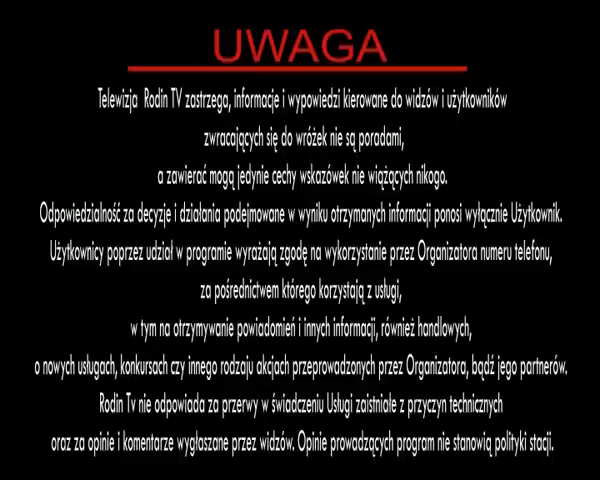 UWAGA
Telewizja Rodin TV zastrzega, informacje i wypowiedzi kierowane do widzów i użytkowników
zwracających się do wróżek nie są poradami,
a zawierać mogą jedynie cechy wskazówek nie wiążących nikogo.
Odpowiedzialność za decyzje i działania podejmowane w wyniku otrzymanych informacji ponosi wyłącznie Użytkownik.
Użytkownicy poprzez udział w programie wyrażają zgodę na wykorzystanie przez Organizatora numeru telefonu,
za pośrednictwem którego korzystają z usługi,
w tym na otrzymywanie powiadomień i innych informacji, również handlowych,
o nowych usługach, konkursach czy innego rodzaju akcjach przeprowadzonych przez Organizatora, bądź jego partnerów.
Rodin Tv nie odpowiada za przerwy w świadczeniu Usługi zaistniałe z przyczyn technicznych
oraz za opinie i komentarze wygłaszane przez widzów. Opinie prowadzących program nie stanowią polityki stacji.